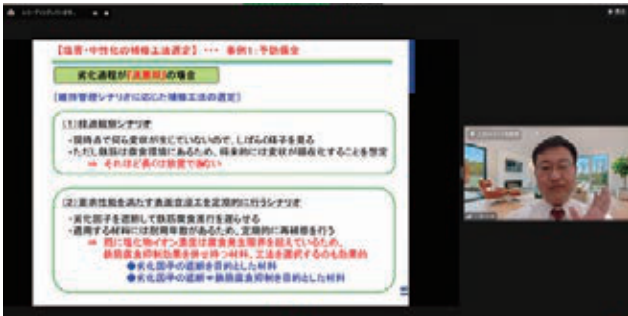 【塩害・中性化の補修工法選定】 ・・・ 事例1:予防保全
劣化過程が『進展期』の場合
[維持管理シナリオに応じた補修工法の選定]
(1)経過観察シナリオ
・現時点で何ら変状が生じていないので、しばらく様子を見る
・ただし鉄筋は腐食環境にあるため、将来的には変状が顕在化することを想定
⇒ それほど長くは放置できない
(2)要求性能を満たす表面含浸工を定期的に行うシナリオ
・劣化因子を遮断して鉄筋腐食進行を遅らせる
・適用する材料には耐用年数があるため、定期的に再補修を行う
⇒ 既に塩化物イオン濃度は腐食発生限界を超えているため、
鉄筋腐食抑制効果を併せ持つ材料、工法を選択するのも効果的
●劣化因子の遮断を目的とした材料
●劣化因子の遮断+鉄筋腐食抑制を目的とした材料